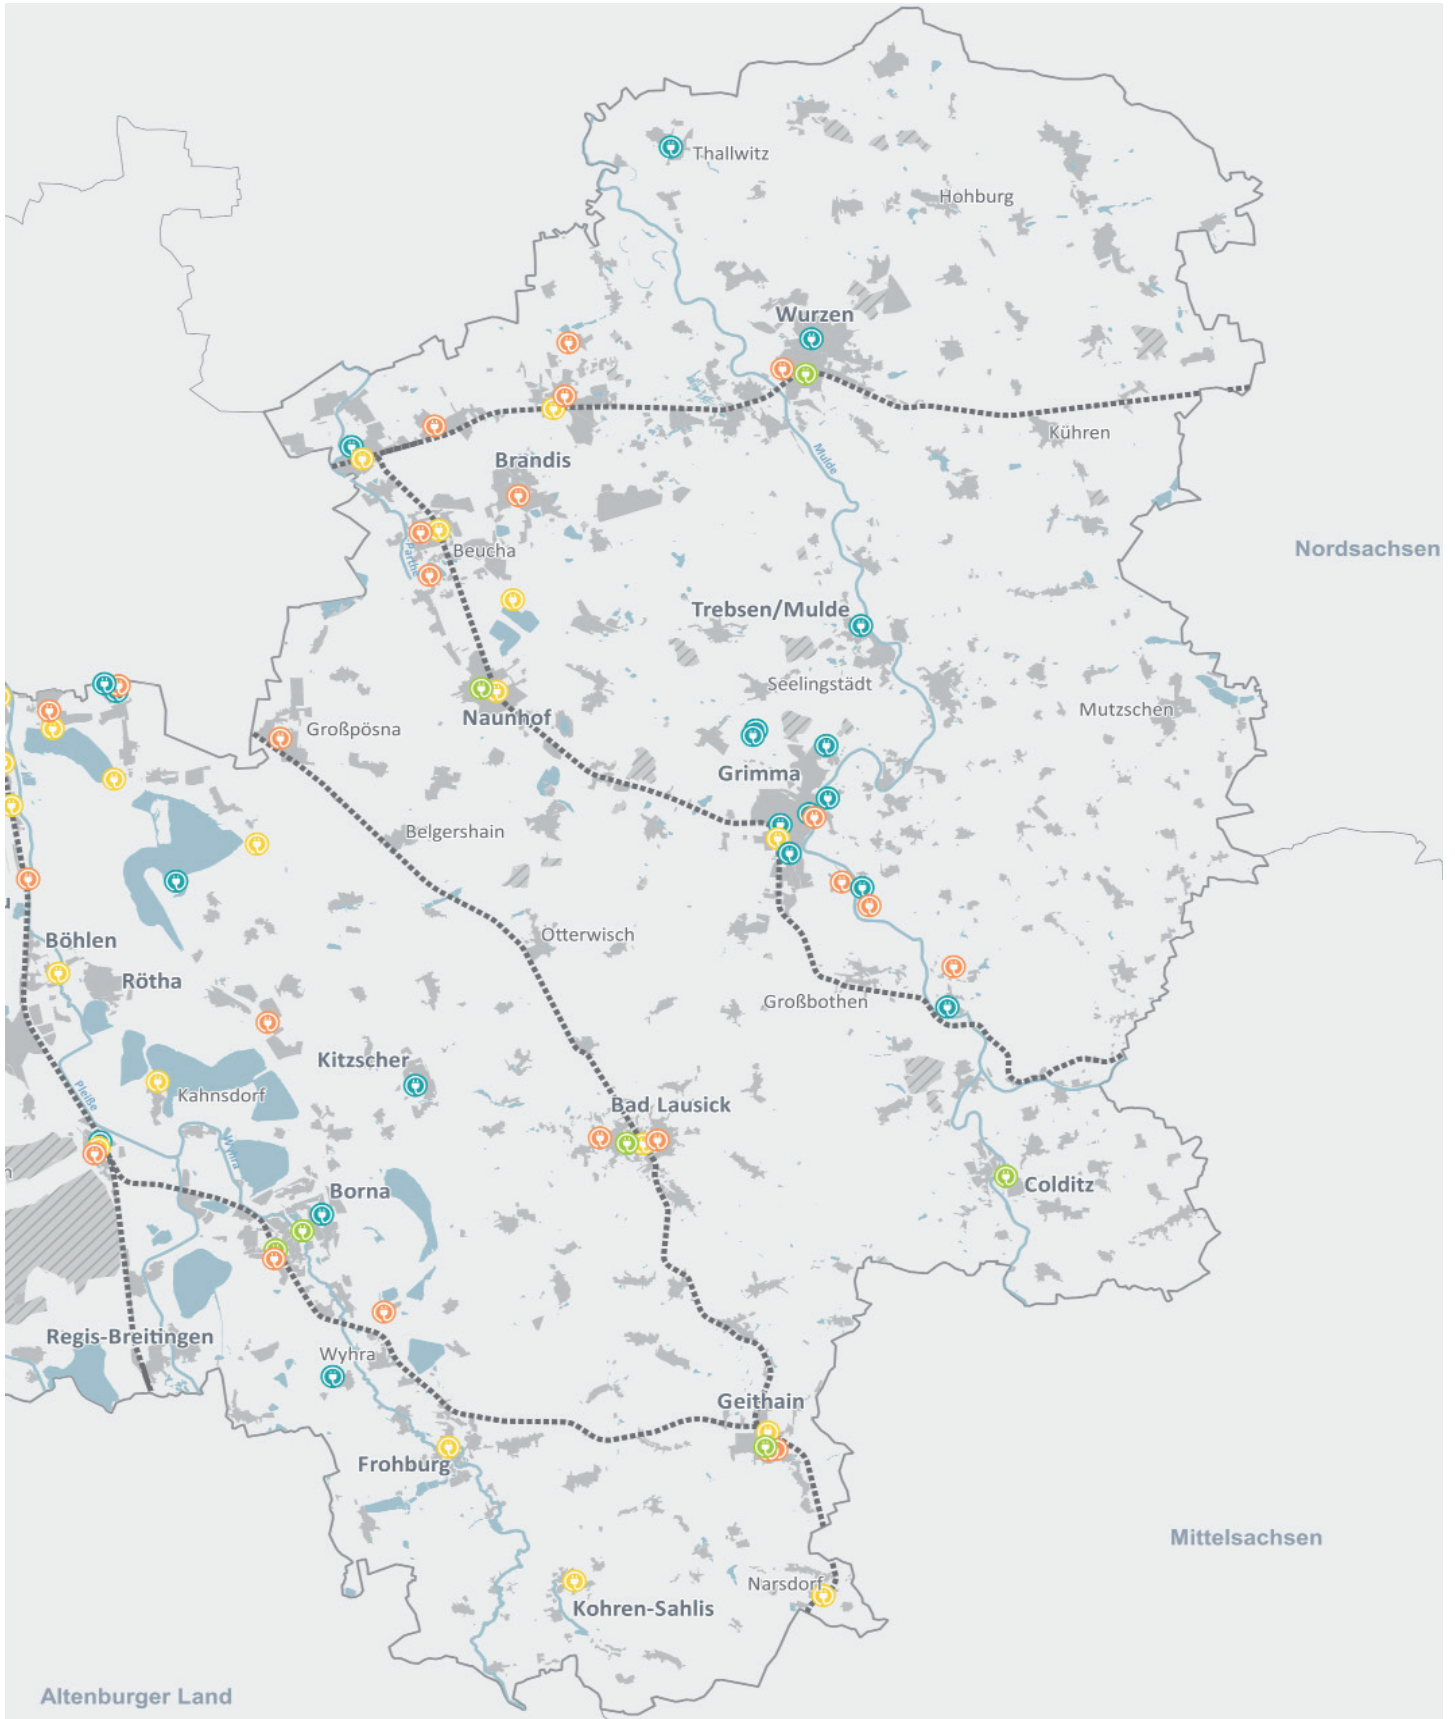 Thallwitz
Hohburg
Wurzen
Kühren
Mulde
Brandis
Parthe
Beucha
Nordsachsen
Trebsen/Mulde
Seelingstädt
Mutzschen
Naunhof
Großpösna
Grimma
Belgershain
Otterwisch
Böhlen
Rötha
Großbothen
Kitzscher
Pleiße
Kahnsdorf
Wyhra
Bad Lausick
Borna
Colditz
Regis-Breitingen
Wyhra
Geithain
Frohburg
Mittelsachsen
Narsdorf
Kohren-Sahlis
Altenburger Land